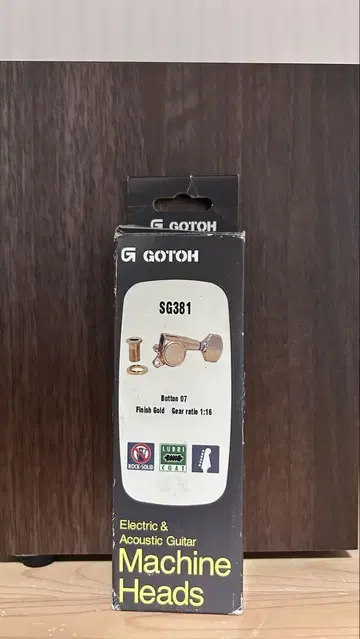 GOTOH
GOTOH
SG381
Button 07
Finish Gold Gear ratio 1:16
ROCK-SOLID
LUBRI
COAT
Electric &
Acoustic Guitar
Machine
Heads